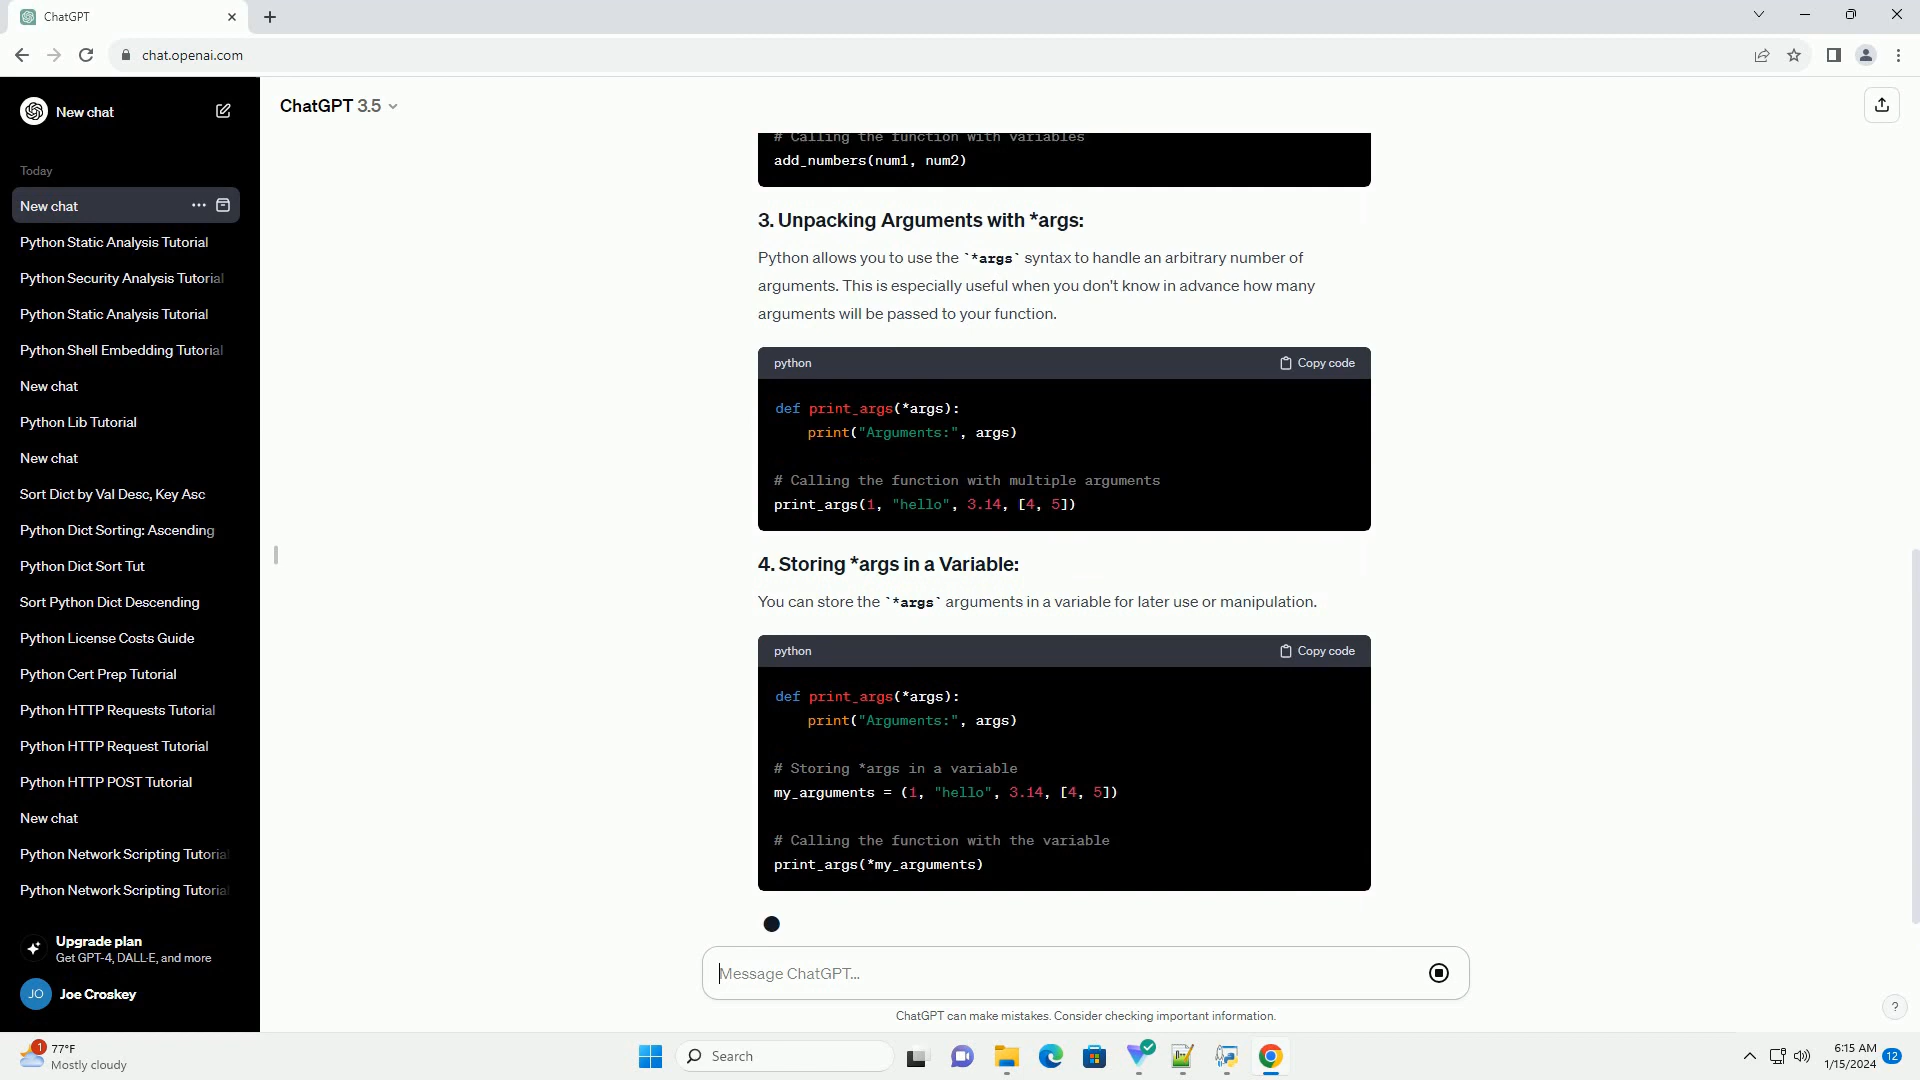 ChatGPT
chat.openai.com
New chat
Today
New chat
Python Static Analysis Tutorial
Python Security Analysis Tutorial
Python Static Analysis Tutorial
Python Shell Embedding Tutorial
New chat
Python Lib Tutorial
New chat
Sort Dict by Val Desc, Key Asc
Python Dict Sorting: Ascending
Python Dict Sort Tut
Sort Python Dict Descending
Python License Costs Guide
Python Cert Prep Tutorial
Python HTTP Requests Tutorial
Python HTTP Request Tutorial
Python HTTP POST Tutorial
New chat
Python Network Scripting Tutoria
Python Network Scripting Tutoria
Upgrade plan
Get GPT-4, DALL·E, and more
JO Joe Croskey
ChatGPT 3.5
# Calling the function with variables
add_numbers(num1, num2)
3. Unpacking Arguments with *args:
Python allows you to use the `*args` syntax to handle an arbitrary number of
arguments. This is especially useful when you don't know in advance how many
arguments will be passed to your function.
python Copy code
def print_args(*args):
print("Arguments:", args)
# Calling the function with multiple arguments
print_args(1, "hello", 3.14, [4, 5])
4. Storing *args in a Variable:
You can store the `*args` arguments in a variable for later use or manipulation.
python Copy code
def print_args(*args):
print("Arguments:", args)
# Storing *args in a variable
my_arguments = (1, "hello", 3.14, [4, 5])
# Calling the function with the variable
print_args(*my_arguments)
Message ChatGPT...
ChatGPT can make mistakes. Consider checking important information.
?
1
77°F
Mostly cloudy
Search
6:15 AM
1/15/2024
12